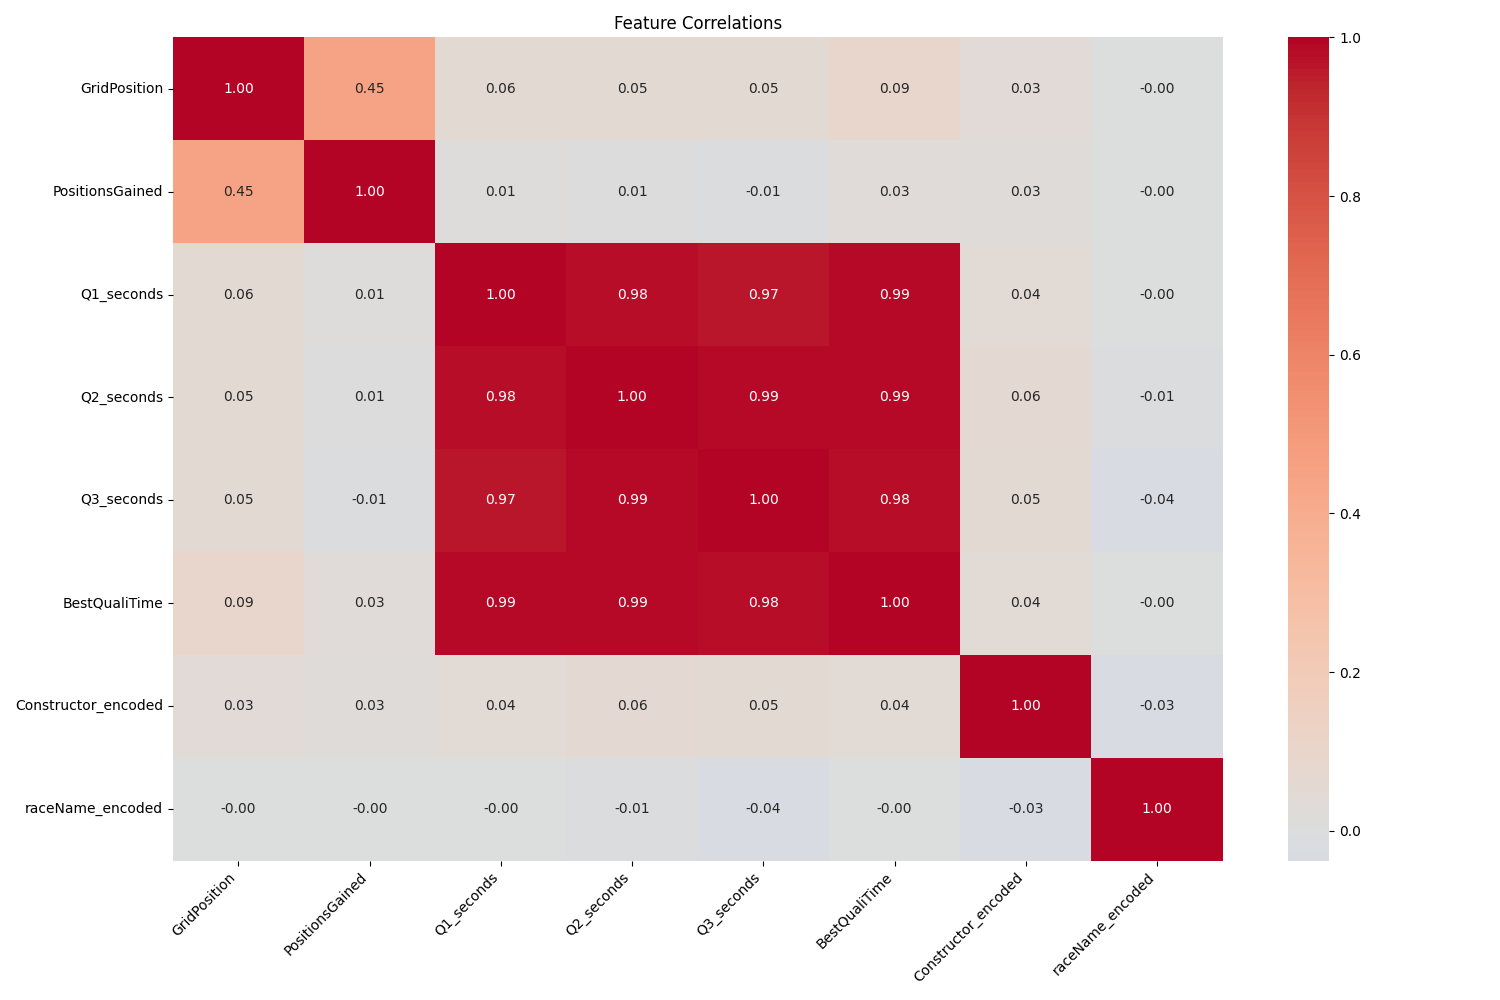 Feature Correlations
GridPosition 1.00 0.45 0.06 0.05 0.05 0.09 0.03 -0.00
PositionsGained 0.45 1.00 0.01 0.01 -0.01 0.03 0.03 -0.00
Q1_seconds 0.06 0.01 1.00 0.98 0.97 0.99 0.04 -0.00
Q2_seconds 0.05 0.01 0.98 1.00 0.99 0.99 0.06 -0.01
Q3_seconds 0.05 -0.01 0.97 0.99 1.00 0.98 0.05 -0.04
BestQualiTime 0.09 0.03 0.99 0.99 0.98 1.00 0.04 -0.00
Constructor_encoded 0.03 0.03 0.04 0.06 0.05 0.04 1.00 -0.03
raceName_encoded -0.00 -0.00 -0.00 -0.01 -0.04 -0.00 -0.03 1.00
GridPosition PositionsGained Q1_seconds Q2_seconds Q3_seconds BestQualiTime Constructor_encoded raceName_encoded
1.0
0.8
0.6
0.4
0.2
0.0